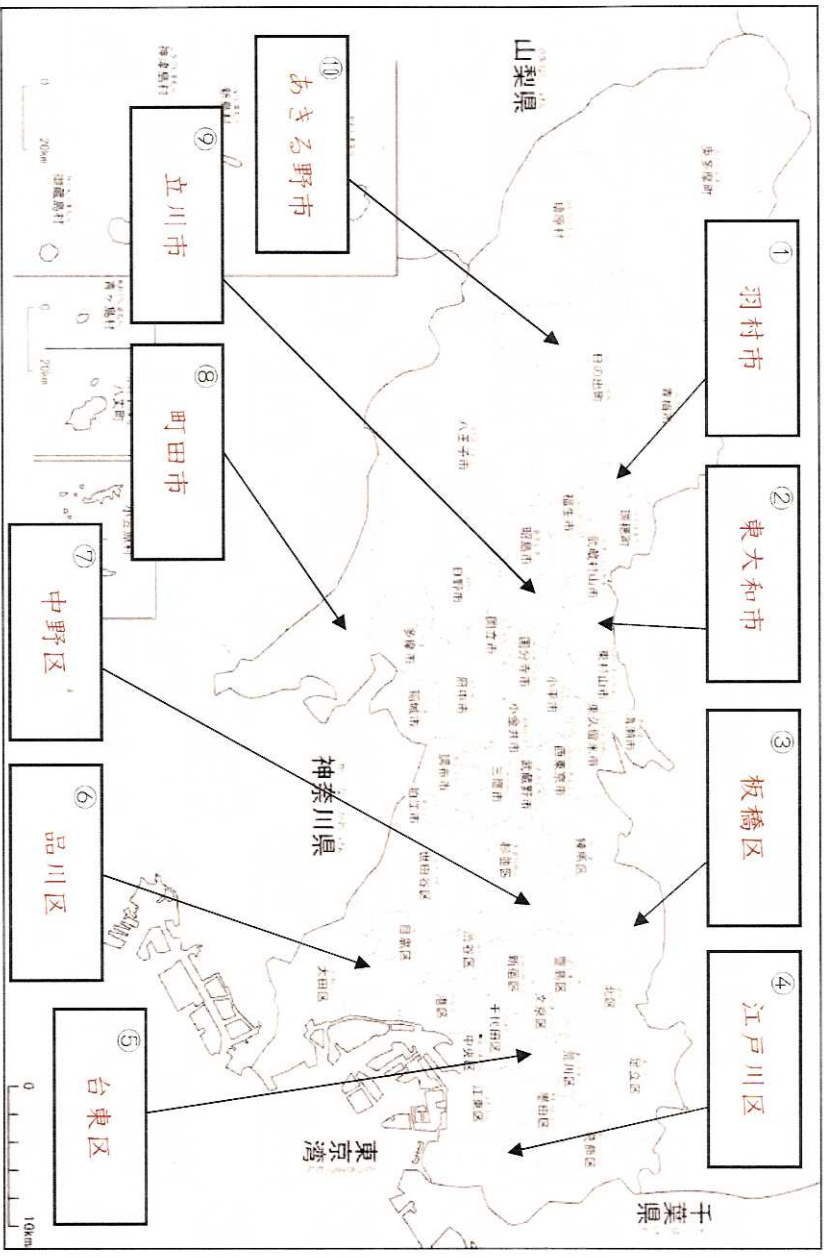 ① 羽村市
② 東大和市
③ 板橋区
④ 江戸川区
⑤ 台東区
⑥ 品川区
⑦ 中野区
⑧ 町田市
⑨ 立川市
⑩ あきる野市
山梨県
神奈川県
千葉県
東京湾
奥多摩町
檜原村
日の出町
青梅市
八王子市
福生市
瑞穂町
武蔵村山市
昭島市
日野市
多摩市
国立市
国分寺市
小平市
東村山市
東久留米市
清瀬市
稲城市
府中市
小金井市
西東京市
調布市
三鷹市
武蔵野市
狛江市
世田谷区
杉並区
練馬区
目黒区
渋谷区
新宿区
豊島区
北区
大田区
港区
千代田区
文京区
中央区
荒川区
足立区
江東区
墨田区
神津島村
御蔵島村
青ヶ島村
八丈町
0
20km
0
20km
0
10km